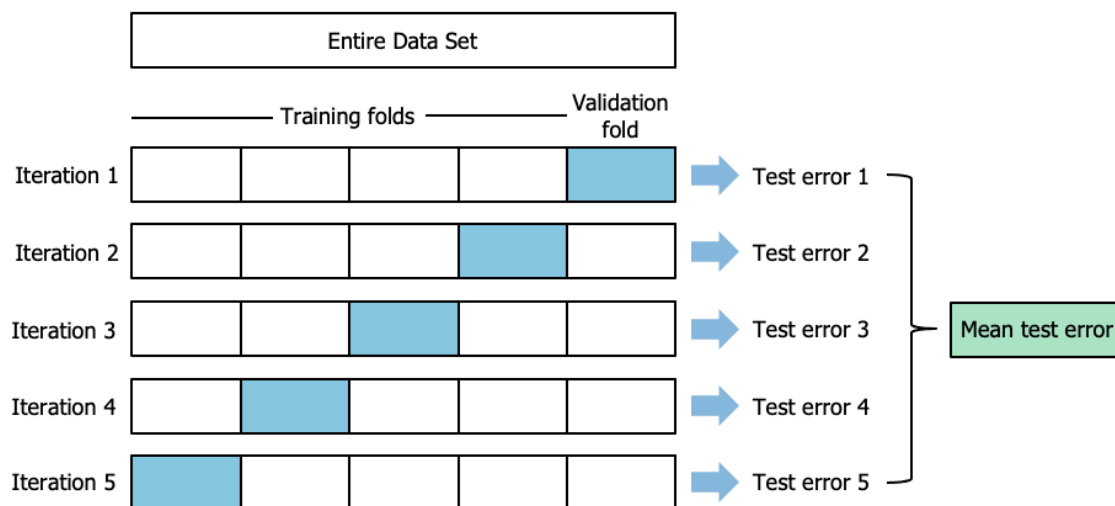 Entire Data Set
Training folds
Validation
fold
Iteration 1
Test error 1
Iteration 2
Test error 2
Iteration 3
Test error 3
Mean test error
Iteration 4
Test error 4
Iteration 5
Test error 5